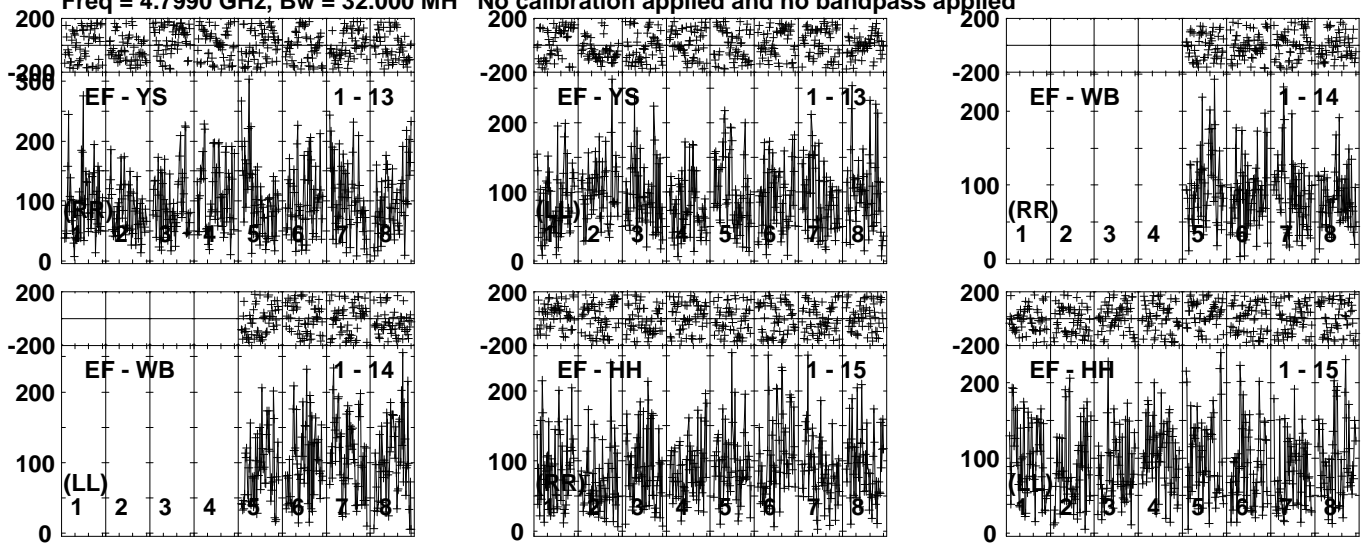 Freq = 4.7990 GHz, Bw = 32.000 MH No calibration applied and no bandpass applied
200
-200
300
EF - YS 1 - 13
200
100
(RR)
1 2 3 4 5 6 7 8
0
200
-200
EF - YS 1 - 13
200
100
(LL)
1 2 3 4 5 6 7 8
0
200
-200
EF - WB 1 - 14
200
100
(RR)
1 2 3 4 5 6 7 8
0
200
-200
EF - WB 1 - 14
200
100
(LL)
1 2 3 4 5 6 7 8
0
200
-200
EF - HH 1 - 15
200
100
(RR)
1 2 3 4 5 6 7 8
0
200
-200
EF - HH 1 - 15
200
100
(LL)
1 2 3 4 5 6 7 8
0